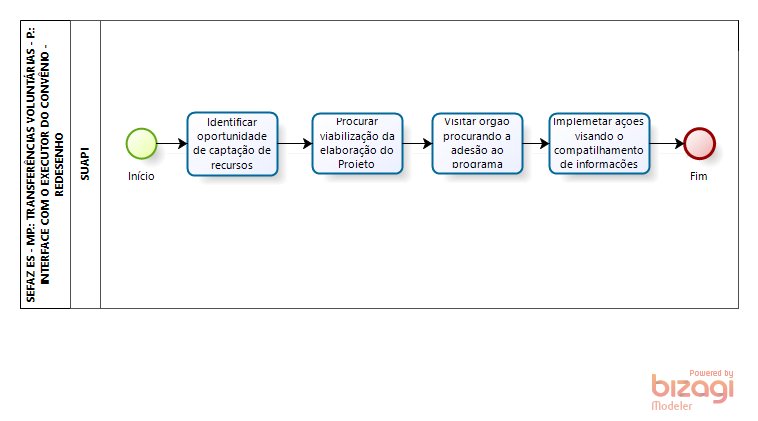 SEFAZ ES - MP.: TRANSFERÊNCIAS VOLUNTÁRIAS - P.:
INTERFACE COM O EXECUTOR DO CONVÊNIO -
REDESENHO
SUAPI
Início
Identificar
oportunidade
de captação de
recursos
Procurar
viabilização da
elaboração do
Projeto
Visitar órgão
procurando a
adesão ao
programa
Implemetar ações
visando o
compatilhamento
de informações
Fim
Powered by
bizagi
Modeler